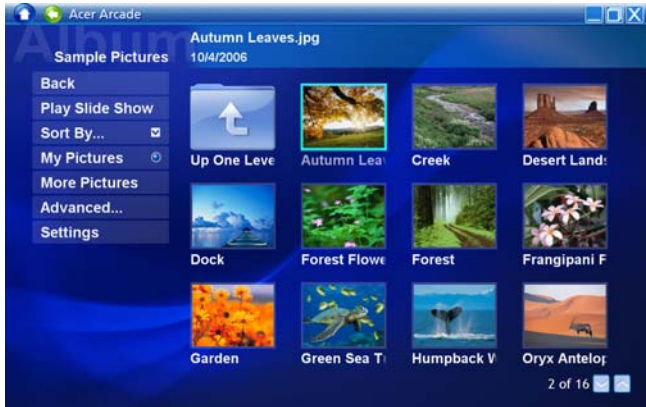 Acer Arcade
Album
Sample Pictures
Autumn Leaves.jpg
10/4/2006
Back
Play Slide Show
Sort By...
My Pictures
More Pictures
Advanced...
Settings
Up One Leve
Autumn Leav
Creek
Desert Lands
Dock
Forest Flowe
Forest
Frangipani F
Garden
Green Sea T
Humpback W
Oryx Antelop
2 of 16